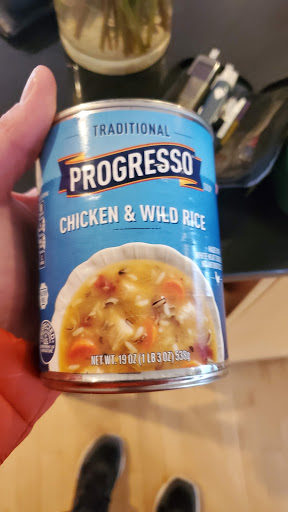 TRADITIONAL
PROGRESSO
CHICKEN & WILD RICE
NET WT. 19 OZ (1 LB 3 OZ) 538g